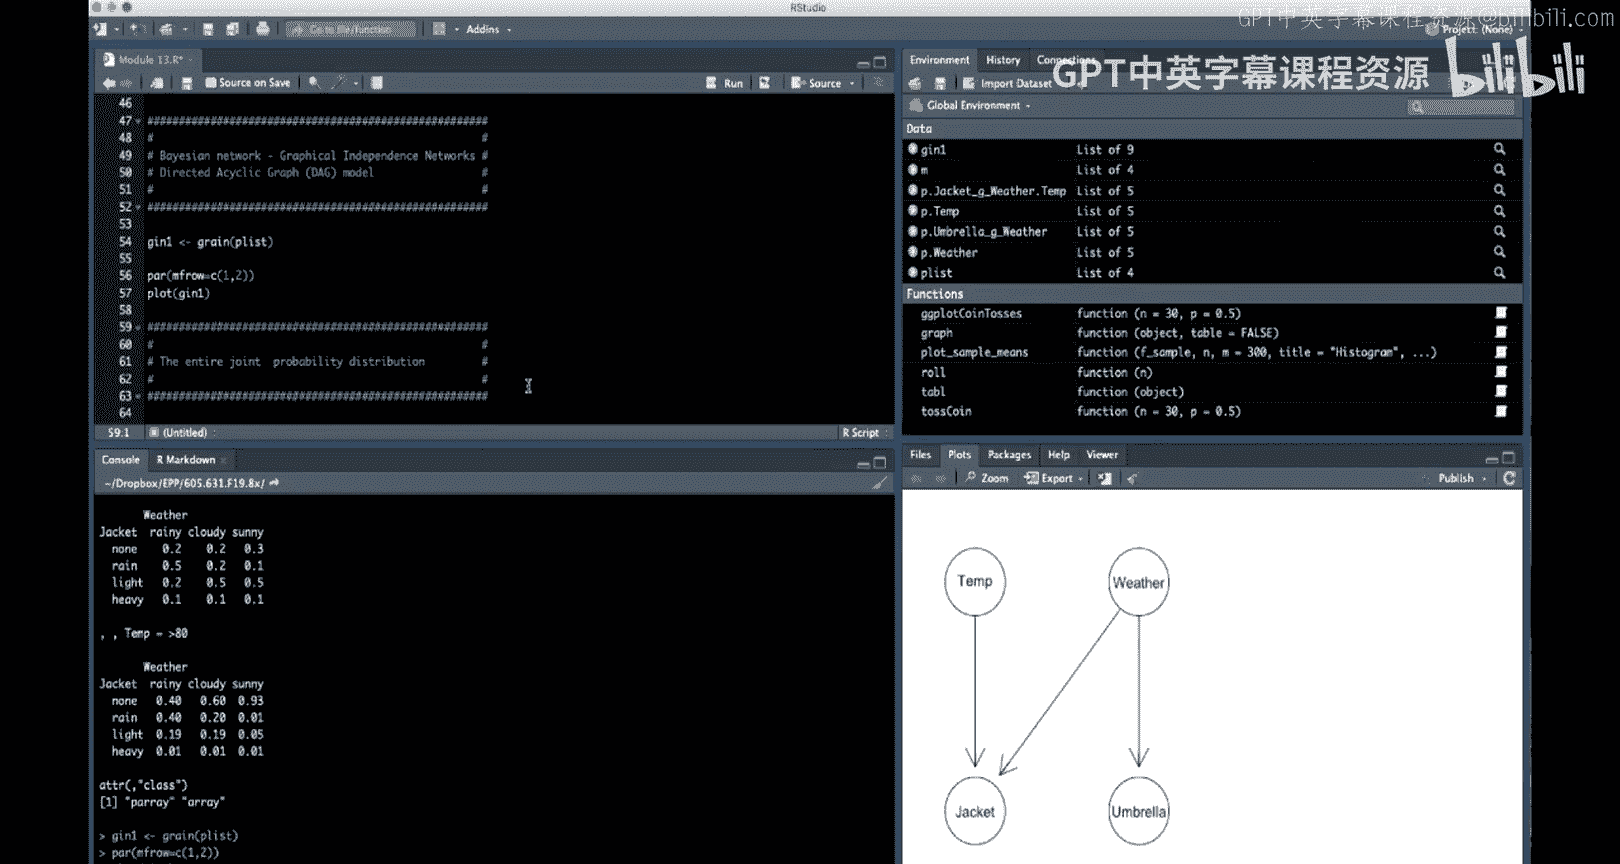 RStudio
GPT中英字幕课程资源@bilibili.com
Go to file/function
Addins
Project: (None)
GPT中英字幕课程资源
bilibili
Module 13.R*
Source on Save
Run
Source
46
47 ######################################################
48 # #
49 # Bayesian network - Graphical Independence Networks #
50 # Directed Acyclic Graph (DAG) model #
51 # #
52 ######################################################
53
54 gin1 <- grain(plist)
55
56 par(mfrow=c(1,2))
57 plot(gin1)
58
59 ######################################################
60 # #
61 # The entire joint probability distribution #
62 # #
63 ######################################################
64
59:1 (Untitled) R Script
Environment History Connections
Import Dataset
Global Environment
Data
gin1 List of 9
m List of 4
p.Jacket_g_Weather.Temp List of 5
p.Temp List of 5
p.Umbrella_g_Weather List of 5
p.Weather List of 5
plist List of 4
Functions
ggplotCoinTosses function (n = 30, p = 0.5)
graph function (object, table = FALSE)
plot_sample_means function (f_sample, n, m = 300, title = "Histogram", ...)
roll function (n)
tabl function (object)
tossCoin function (n = 30, p = 0.5)
Console R Markdown
~/Dropbox/EPP/605.631.F19.8x/
Weather
Jacket rainy cloudy sunny
none 0.2 0.2 0.3
rain 0.5 0.2 0.1
light 0.2 0.5 0.5
heavy 0.1 0.1 0.1
, , Temp = >80
Weather
Jacket rainy cloudy sunny
none 0.40 0.60 0.93
rain 0.40 0.20 0.01
light 0.19 0.19 0.05
heavy 0.01 0.01 0.01
attr(,"class")
[1] "parray" "array"
> gin1 <- grain(plist)
> par(mfrow=c(1,2))
Files Plots Packages Help Viewer
Zoom Export Publish
Temp Weather
Jacket Umbrella